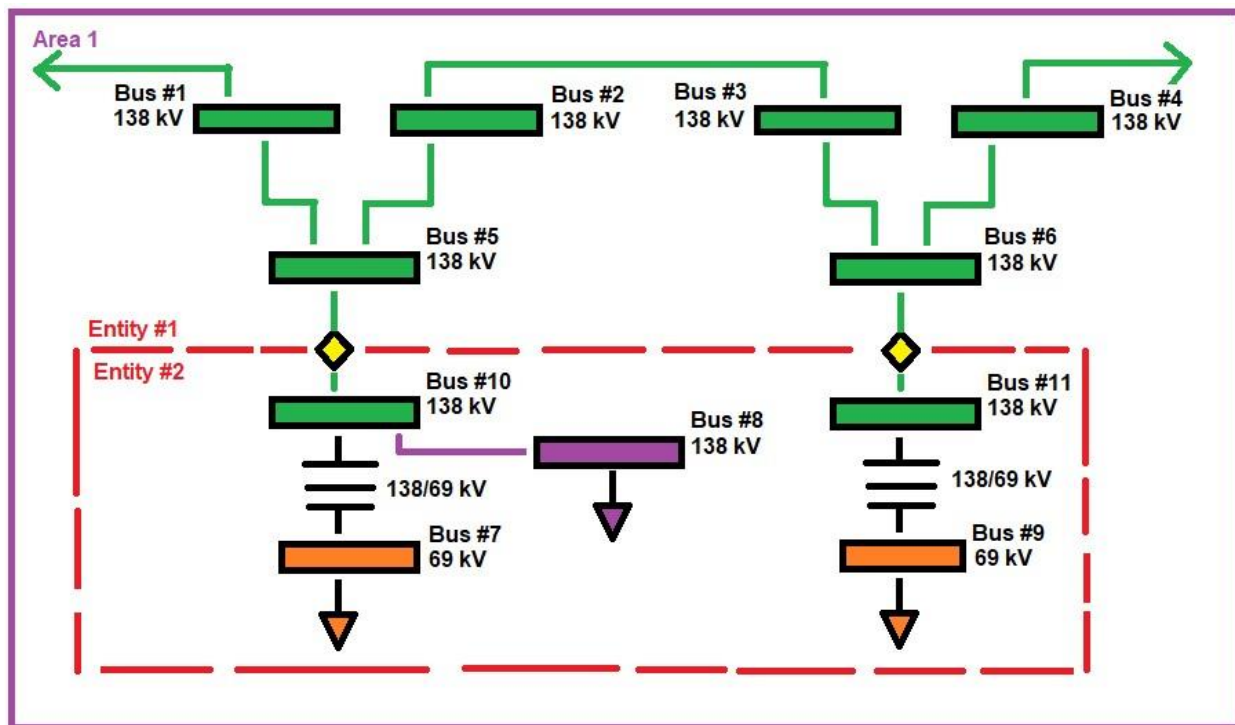 Area 1
Bus #1
138 kV
Bus #2
138 kV
Bus #3
138 kV
Bus #4
138 kV
Bus #5
138 kV
Bus #6
138 kV
Entity #1
Entity #2
Bus #10
138 kV
Bus #8
138 kV
Bus #11
138 kV
138/69 kV
138/69 kV
Bus #7
69 kV
Bus #9
69 kV